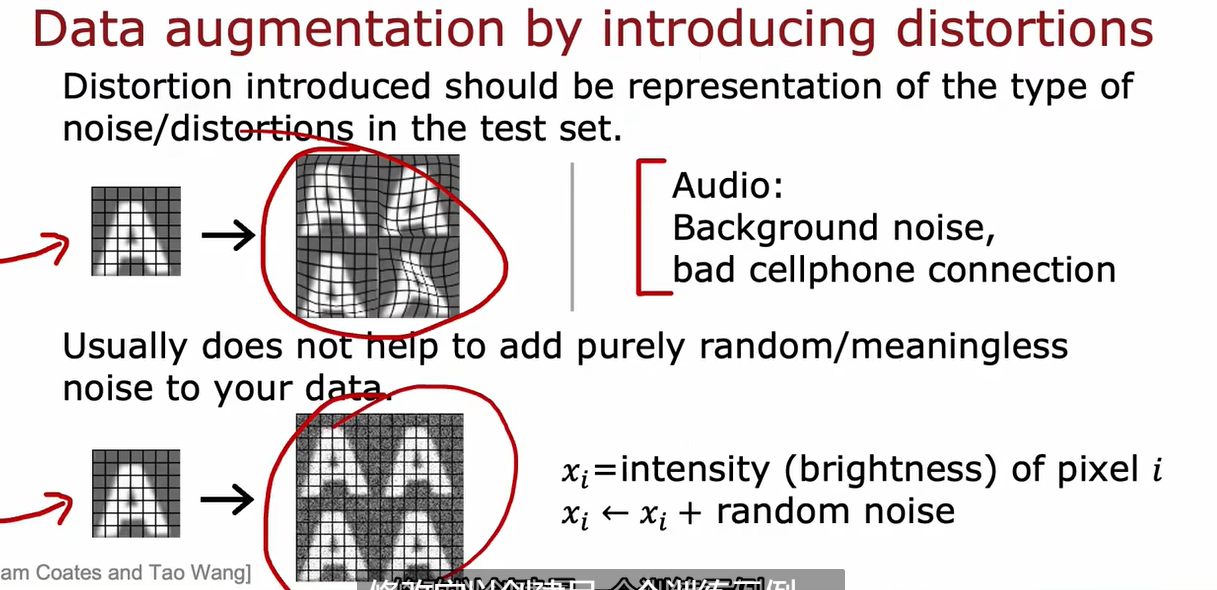 Data augmentation by introducing distortions
Distortion introduced should be representation of the type of
noise/distortions in the test set.
Audio:
Background noise,
bad cellphone connection
Usually does not help to add purely random/meaningless
noise to your data.
x_i=intensity (brightness) of pixel i
x_i ← x_i + random noise
am Coates and Tao Wang]